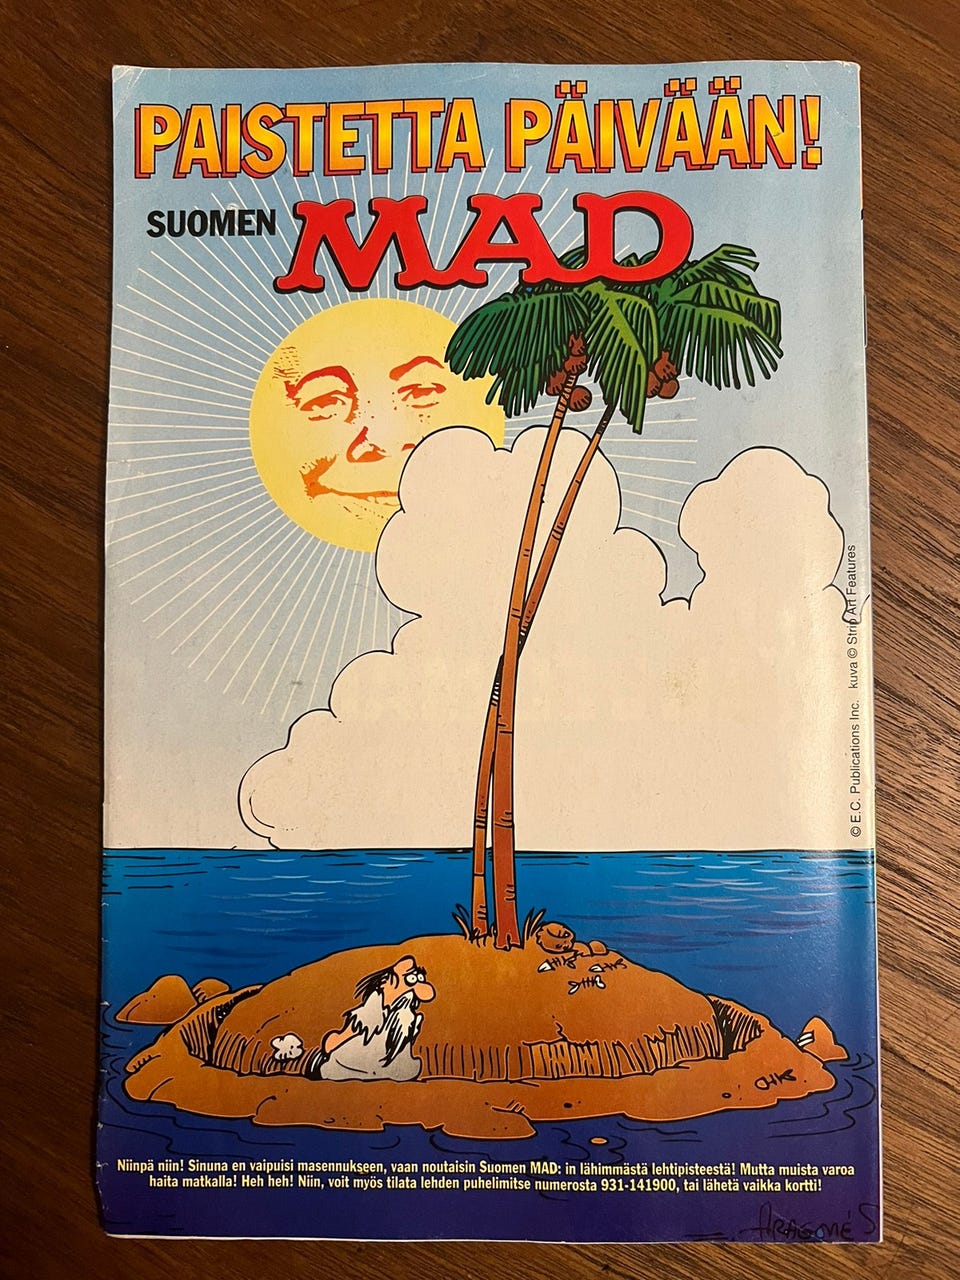 PAISTETTA PÄIVÄÄN!
SUOMEN MAD
© E.C. Publications Inc. kuva © Strip Art Features
Niinpä niin! Sinuna en vaipuisi masennukseen, vaan noutaisin Suomen MAD: in lähimmästä lehtipisteestä! Mutta muista varoa
haita matkalla! Heh heh! Niin, voit myös tilata lehden puhelimitse numerosta 931-141900, tai lähetä vaikka kortti!
ARAGONÉS